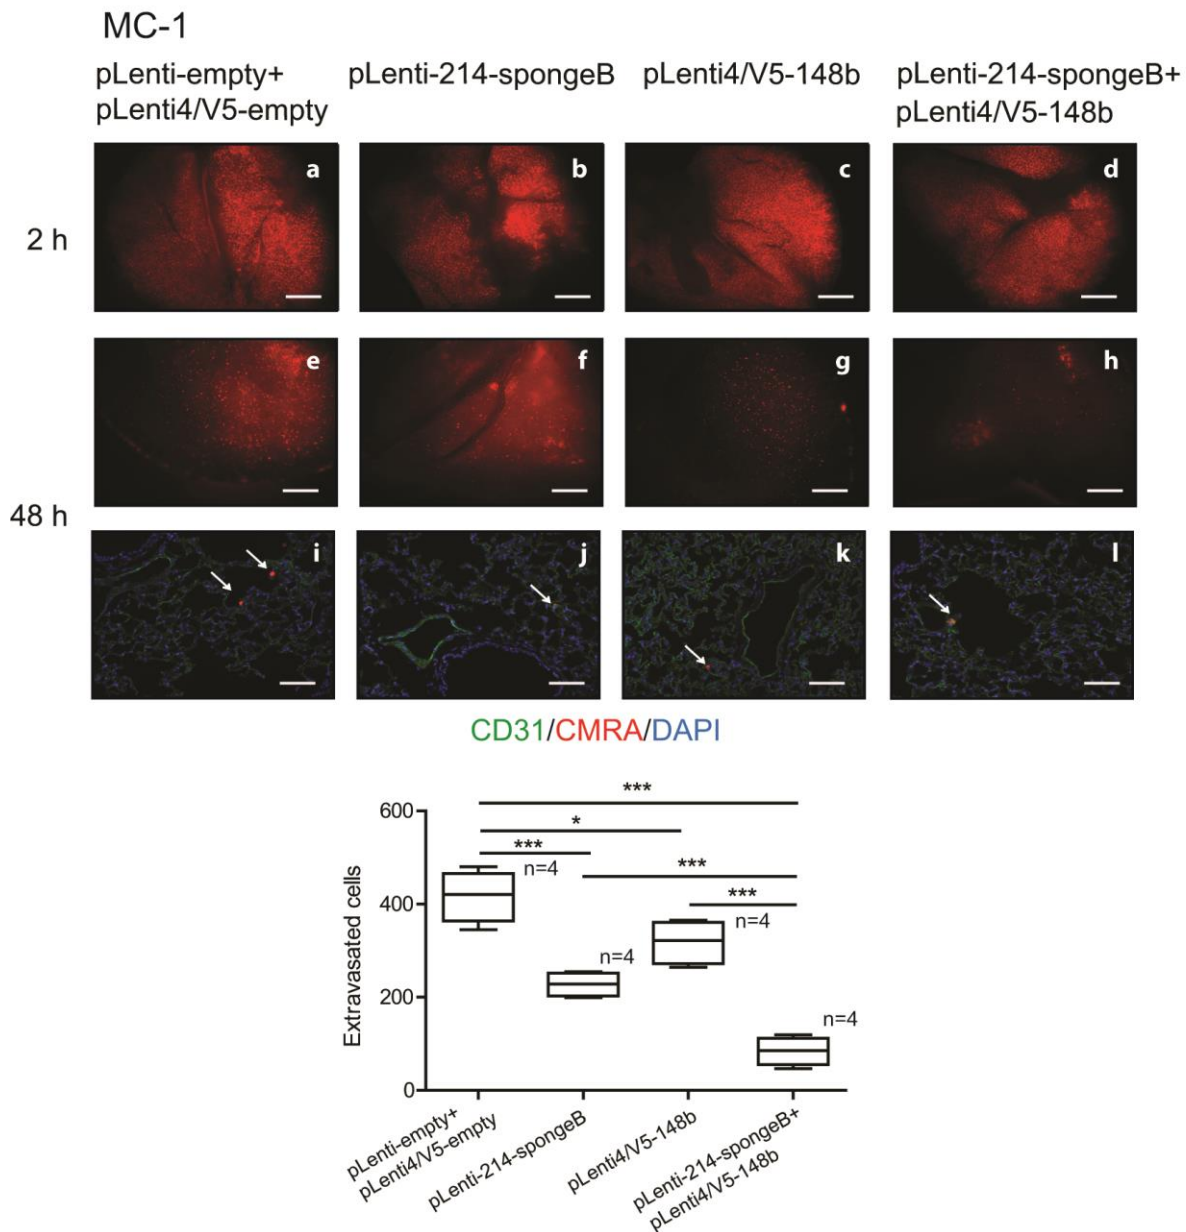 MC-1
pLenti-empty+
pLenti4/V5-empty
pLenti-214-spongeB
pLenti4/V5-148b
pLenti-214-spongeB+
pLenti4/V5-148b
2 h
a
b
c
d
48 h
e
f
g
h
i
j
k
l
CD31/CMRA/DAPI
Extravasated cells
600
400
200
0
***
*
***
***
***
n=4
n=4
n=4
n=4
pLenti-empty+
pLenti4/V5-empty
pLenti-214-spongeB
pLenti4/V5-148b
pLenti-214-spongeB+
pLenti4/V5-148b